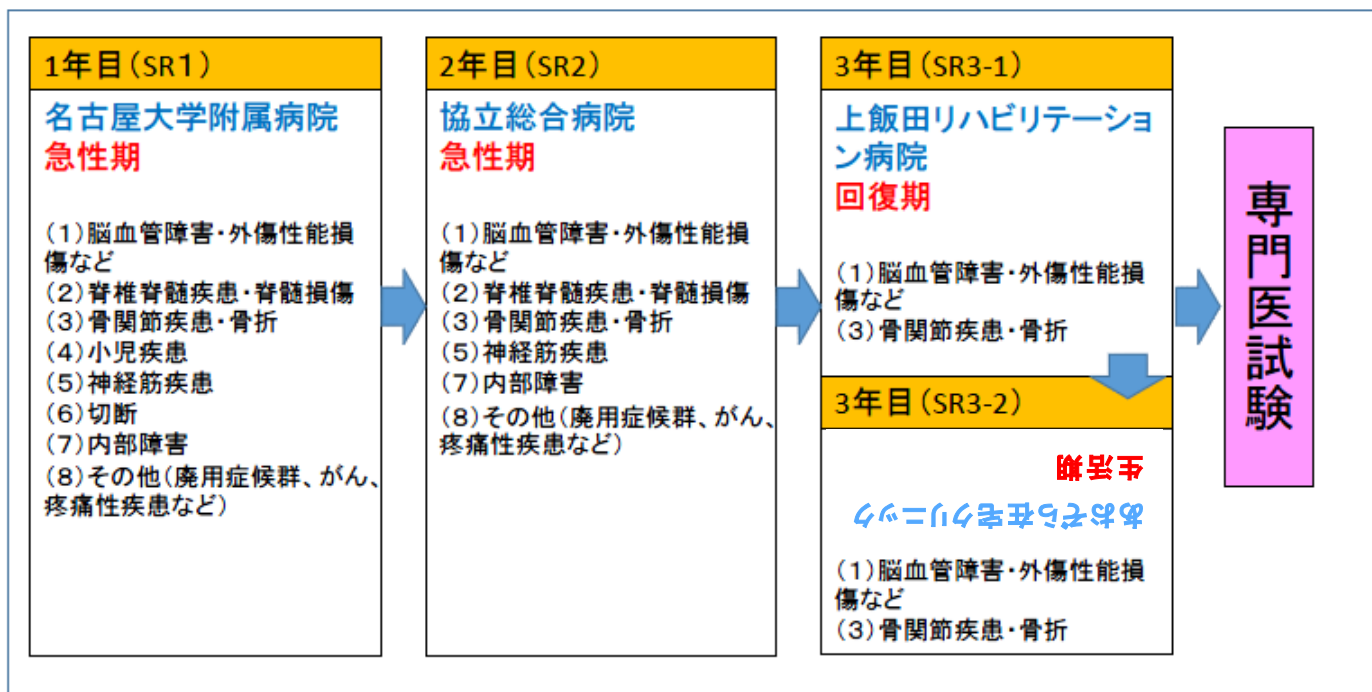 1年目(SR1)
名古屋大学附属病院
急性期
(1)脳血管障害・外傷性能損
傷など
(2)脊椎脊髄疾患・脊髄損傷
(3)骨関節疾患・骨折
(4)小児疾患
(5)神経筋疾患
(6)切断
(7)内部障害
(8)その他(廃用症候群、がん、
疼痛性疾患など)
2年目(SR2)
協立総合病院
急性期
(1)脳血管障害・外傷性能損
傷など
(2)脊椎脊髄疾患・脊髄損傷
(3)骨関節疾患・骨折
(5)神経筋疾患
(7)内部障害
(8)その他(廃用症候群、がん、
疼痛性疾患など)
3年目(SR3-1)
上飯田リハビリテーショ
ン病院
回復期
(1)脳血管障害・外傷性能損
傷など
(3)骨関節疾患・骨折
3年目(SR3-2)
あおぞら在宅クリニック
生活期
(1)脳血管障害・外傷性能損
傷など
(3)骨関節疾患・骨折
専門医試験